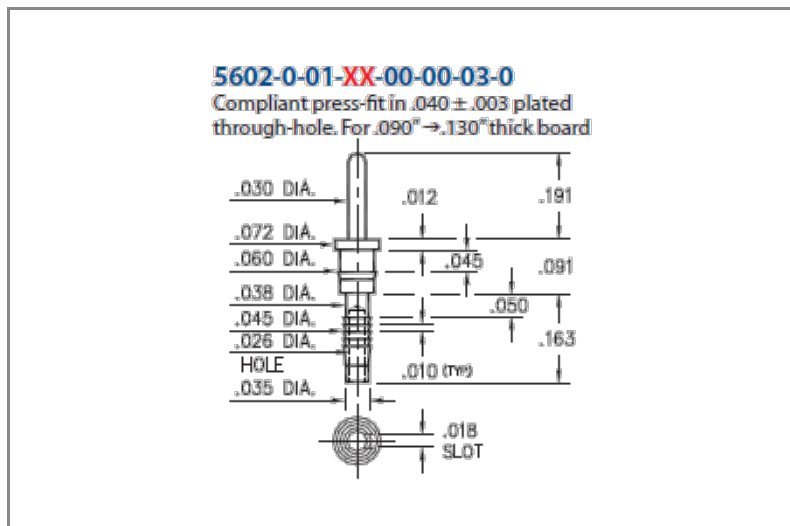 5602-0-01-XX-00-00-03-0
Compliant press-fit in .040 ± .003 plated
through-hole. For .090" → .130" thick board
.030 DIA.
.012
.191
.072 DIA.
.060 DIA.
.045
.091
.038 DIA.
.050
.045 DIA.
.026 DIA.
HOLE
.163
.010 (TYP)
.035 DIA.
.018
SLOT